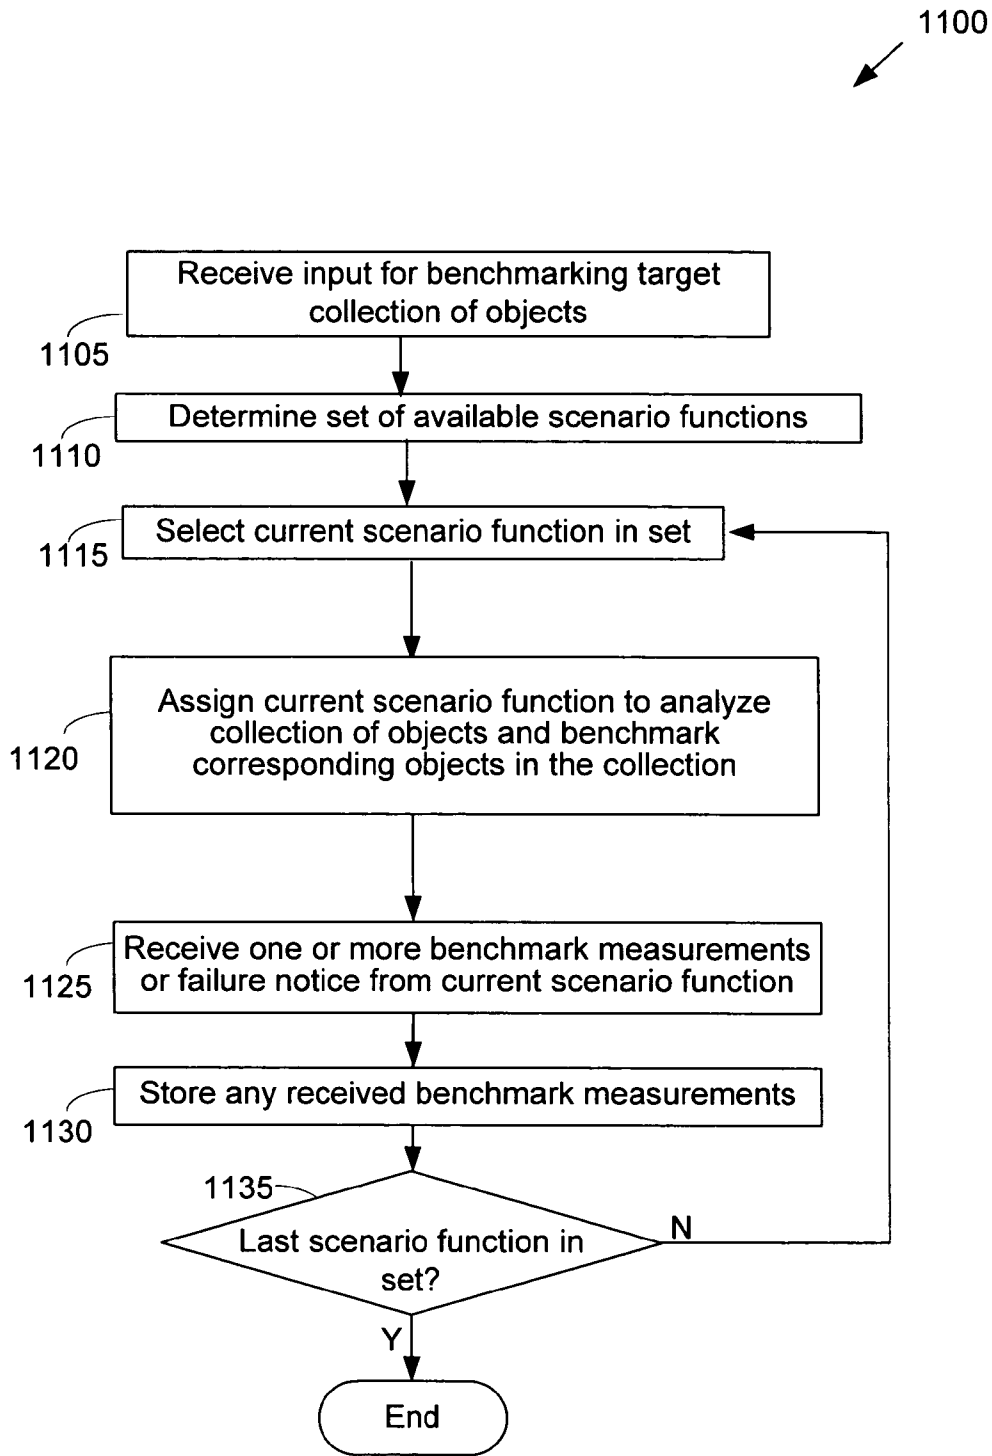 1100
Receive input for benchmarking target
collection of objects
1105
Determine set of available scenario functions
1110
Select current scenario function in set
1115
Assign current scenario function to analyze
collection of objects and benchmark
corresponding objects in the collection
1120
Receive one or more benchmark measurements
or failure notice from current scenario function
1125
Store any received benchmark measurements
1130
1135
Last scenario function in
set?
N
Y
End